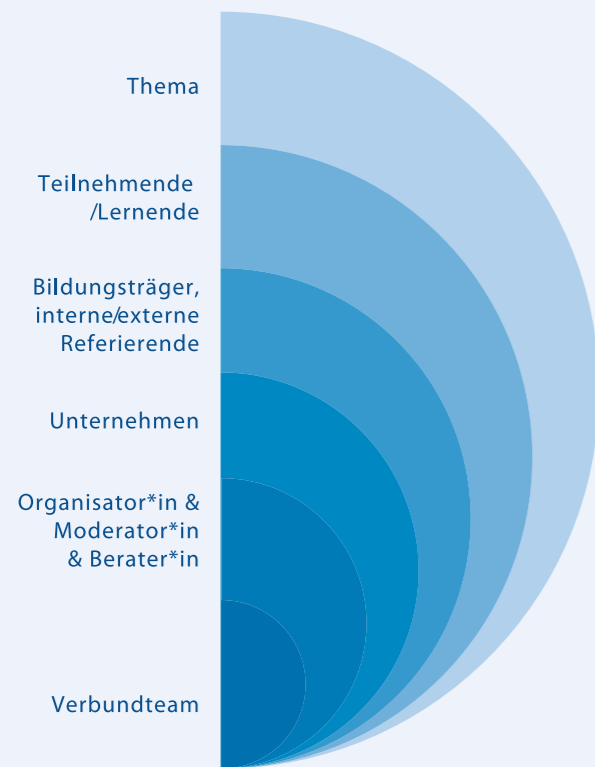 Thema
Teilnehmende
/Lernende
Bildungsträger,
interne/externe
Referierende
Unternehmen
Organisator*in &
Moderator*in
& Berater*in
Verbundteam